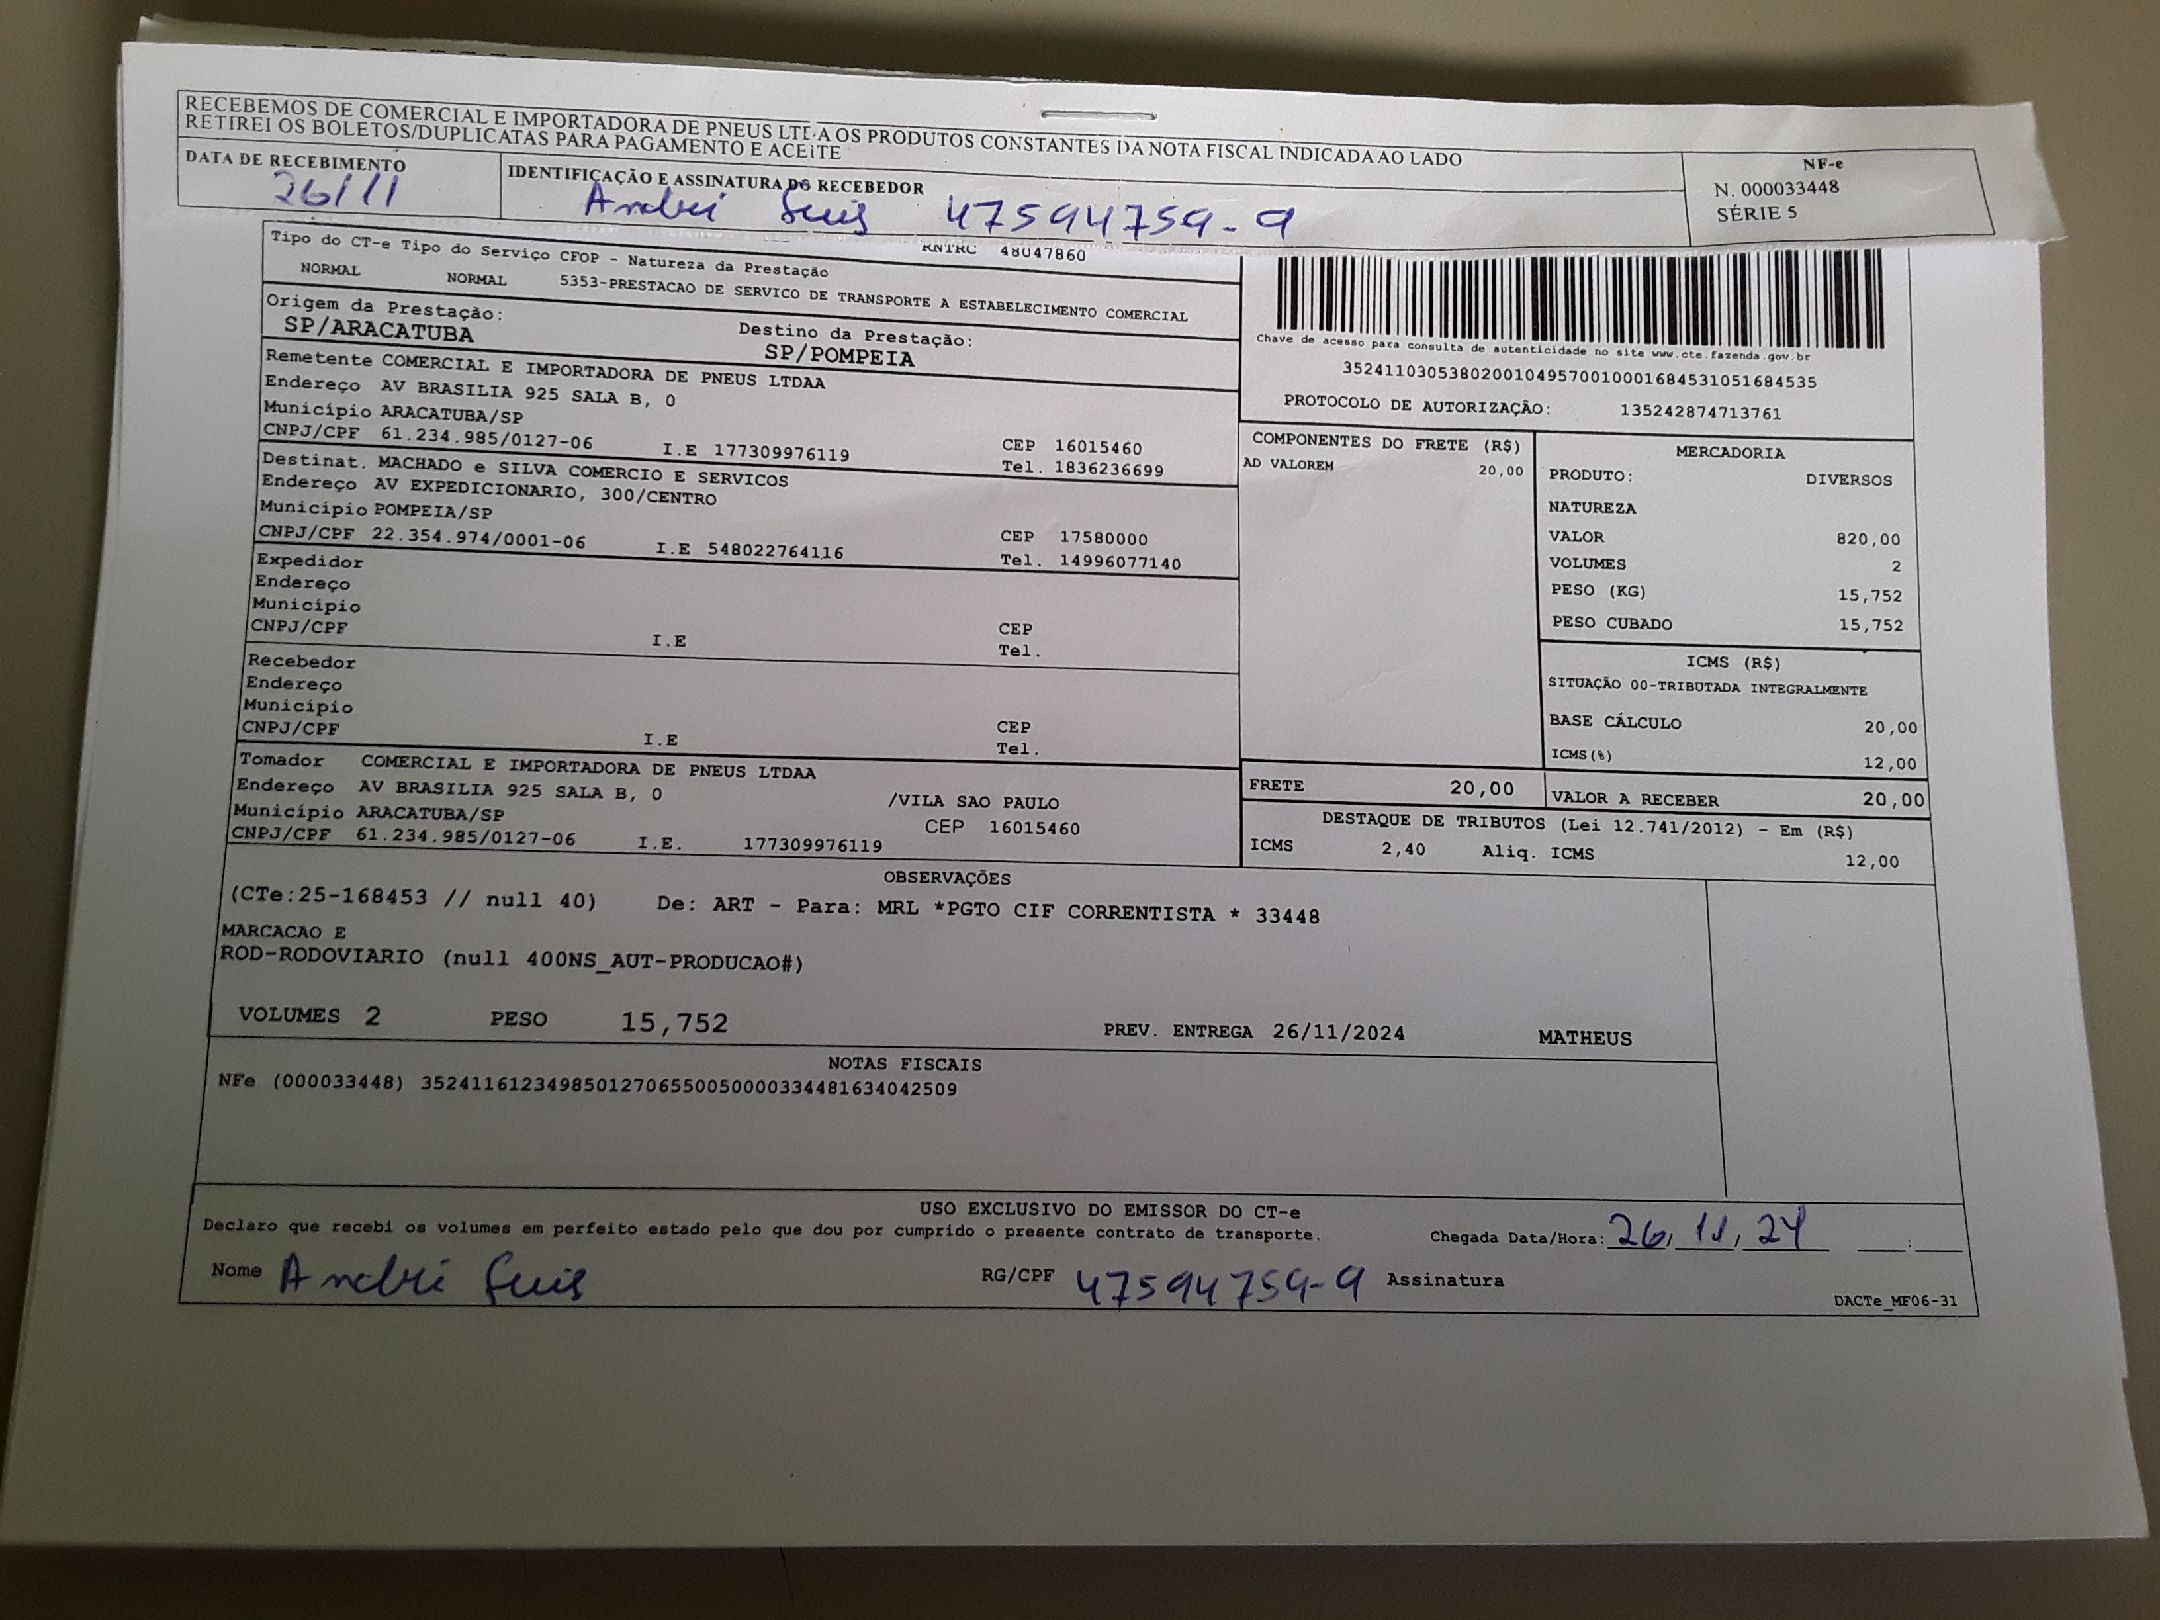 RECEBEMOS DE COMERCIAL E IMPORTADORA DE PNEUS LTDA OS PRODUTOS CONSTANTES DA NOTA FISCAL INDICADA AO LADO
RETIREI OS BOLETOS/DUPLICATAS PARA PAGAMENTO E ACEITE
DATA DE RECEBIMENTO
26/11
IDENTIFICAÇÃO E ASSINATURA DO RECEBEDOR
André Luis 47594759-9
NF-e
N. 000033448
SÉRIE 5
RNTRC 48047860
Tipo do CT-e Tipo do Serviço CFOP - Natureza da Prestação
NORMAL NORMAL 5353-PRESTACAO DE SERVICO DE TRANSPORTE A ESTABELECIMENTO COMERCIAL
Origem da Prestação: Destino da Prestação:
SP/ARACATUBA SP/POMPEIA
Remetente COMERCIAL E IMPORTADORA DE PNEUS LTDAA
Endereço AV BRASILIA 925 SALA B, 0
Município ARACATUBA/SP CEP 16015460
CNPJ/CPF 61.234.985/0127-06 I.E 177309976119 Tel. 1836236699
Destinat. MACHADO e SILVA COMERCIO E SERVICOS
Endereço AV EXPEDICIONARIO, 300/CENTRO
Município POMPEIA/SP CEP 17580000
CNPJ/CPF 22.354.974/0001-06 I.E 548022764116 Tel. 14996077140
Expedidor
Endereço
Município CEP
CNPJ/CPF I.E Tel.
Recebedor
Endereço
Município CEP
CNPJ/CPF I.E Tel.
Tomador COMERCIAL E IMPORTADORA DE PNEUS LTDAA
Endereço AV BRASILIA 925 SALA B, 0 /VILA SAO PAULO
Município ARACATUBA/SP CEP 16015460
CNPJ/CPF 61.234.985/0127-06 I.E. 177309976119
Chave de acesso para consulta de autenticidade no site www.cte.fazenda.gov.br
35241103053802001049570010001684531051684535
PROTOCOLO DE AUTORIZAÇÃO: 135242874713761
COMPONENTES DO FRETE (R$)
AD VALOREM 20,00
MERCADORIA
PRODUTO: DIVERSOS
NATUREZA
VALOR 820,00
VOLUMES 2
PESO (KG) 15,752
PESO CUBADO 15,752
ICMS (R$)
SITUAÇÃO 00-TRIBUTADA INTEGRALMENTE
BASE CÁLCULO 20,00
ICMS(%) 12,00
FRETE 20,00 VALOR A RECEBER 20,00
DESTAQUE DE TRIBUTOS (Lei 12.741/2012) - Em (R$)
ICMS 2,40 Aliq. ICMS 12,00
OBSERVAÇÕES
(CTe:25-168453 // null 40) De: ART - Para: MRL *PGTO CIF CORRENTISTA * 33448
MARCACAO E
ROD-RODOVIARIO (null 400NS_AUT-PRODUCAO#)
VOLUMES 2 PESO 15,752 PREV. ENTREGA 26/11/2024 MATHEUS
NOTAS FISCAIS
NFe (000033448) 35241161234985012706550050000334481634042509
USO EXCLUSIVO DO EMISSOR DO CT-e
Declaro que recebi os volumes em perfeito estado pelo que dou por cumprido o presente contrato de transporte. Chegada Data/Hora: 26/11/24 __:__
Nome André Luis RG/CPF 47594759-9 Assinatura
DACTe_MF06-31